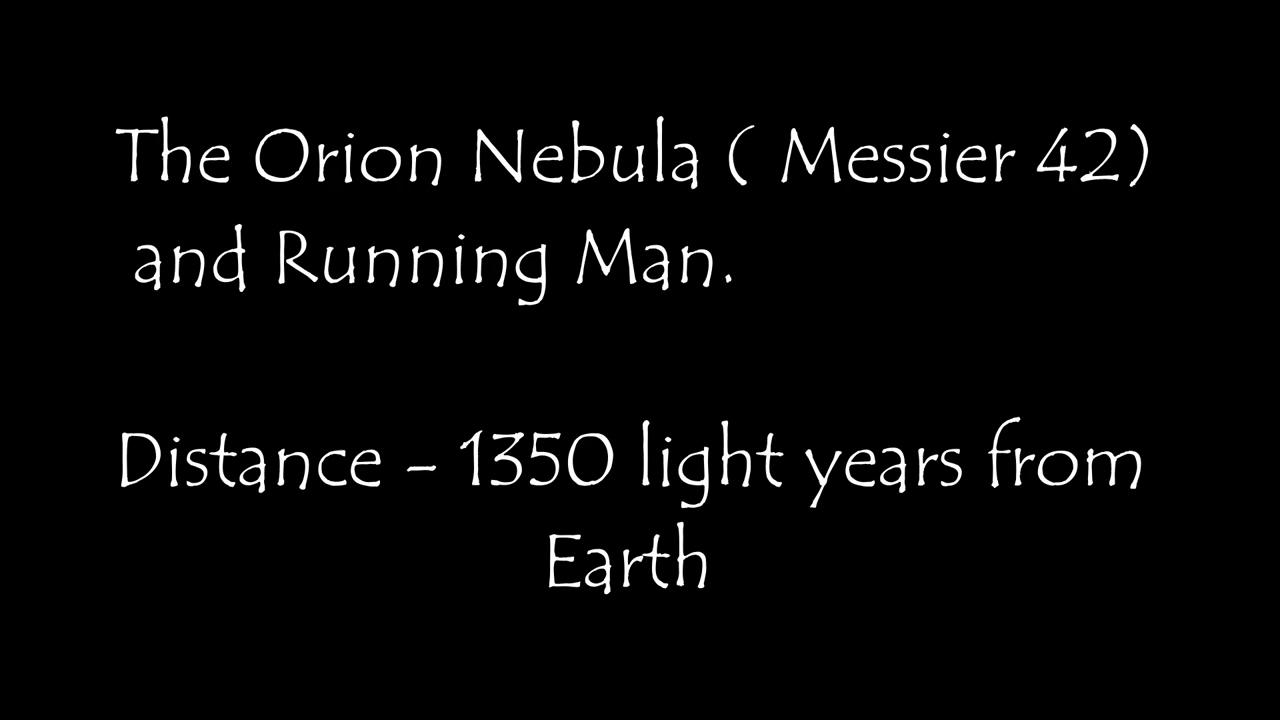 The Orion Nebula ( Messier 42)
and Running Man.
Distance - 1350 light years from
Earth